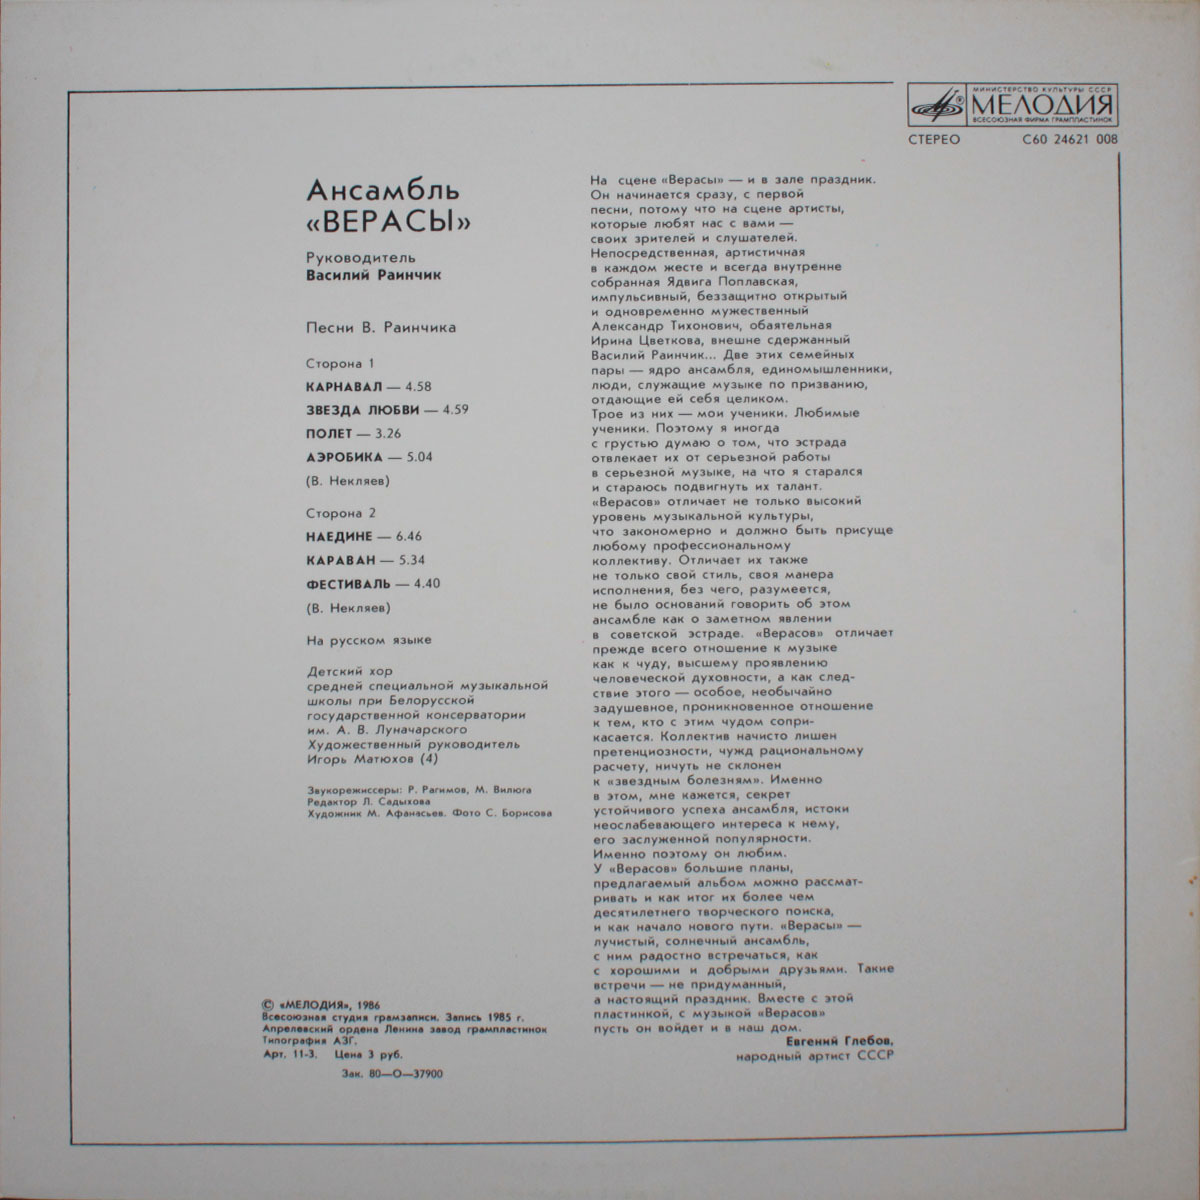 МИНИСТЕРСТВО КУЛЬТУРЫ СССР
МЕЛОДИЯ
ВСЕСОЮЗНАЯ ФИРМА ГРАМПЛАСТИНОК
СТЕРЕО С60 24621 008
Ансамбль
«ВЕРАСЫ»
Руководитель
Василий Раинчик
Песни В. Раинчика
Сторона 1
КАРНАВАЛ — 4.58
ЗВЕЗДА ЛЮБВИ — 4.59
ПОЛЕТ — 3.26
АЭРОБИКА — 5.04
(В. Некляев)
Сторона 2
НАЕДИНЕ — 6.46
КАРАВАН — 5.34
ФЕСТИВАЛЬ — 4.40
(В. Некляев)
На русском языке
Детский хор
средней специальной музыкальной
школы при Белорусской
государственной консерватории
им. А. В. Луначарского
Художественный руководитель
Игорь Матюхов (4)
Звукорежиссеры: Р. Рагимов, М. Вилюга
Редактор Л. Садыхова
Художник М. Афанасьев. Фото С. Борисова
© «МЕЛОДИЯ», 1986
Всесоюзная студия грамзаписи. Запись 1985 г.
Апрелевский ордена Ленина завод грампластинок
Типография АЗГ.
Арт. 11-3. Цена 3 руб.
Зак. 80—О—37900
На сцене «Верасы» — и в зале праздник.
Он начинается сразу, с первой
песни, потому что на сцене артисты,
которые любят нас с вами —
своих зрителей и слушателей.
Непосредственная, артистичная
в каждом жесте и всегда внутренне
собранная Ядвига Поплавская,
импульсивный, беззащитно открытый
и одновременно мужественный
Александр Тихонович, обаятельная
Ирина Цветкова, внешне сдержанный
Василий Раинчик... Две этих семейных
пары — ядро ансамбля, единомышленники,
люди, служащие музыке по призванию,
отдающие ей себя целиком.
Трое из них — мои ученики. Любимые
ученики. Поэтому я иногда
с грустью думаю о том, что эстрада
отвлекает их от серьезной работы
в серьезной музыке, на что я старался
и стараюсь подвигнуть их талант.
«Верасов» отличает не только высокий
уровень музыкальной культуры,
что закономерно и должно быть присуще
любому профессиональному
коллективу. Отличает их также
не только свой стиль, своя манера
исполнения, без чего, разумеется,
не было оснований говорить об этом
ансамбле как о заметном явлении
в советской эстраде. «Верасов» отличает
прежде всего отношение к музыке
как к чуду, высшему проявлению
человеческой духовности, а как след-
ствие этого — особое, необычайно
задушевное, проникновенное отношение
к тем, кто с этим чудом сопри-
касается. Коллектив начисто лишен
претенциозности, чужд рациональному
расчету, ничуть не склонен
к «звездным болезням». Именно
в этом, мне кажется, секрет
устойчивого успеха ансамбля, истоки
неослабевающего интереса к нему,
его заслуженной популярности.
Именно поэтому он любим.
У «Верасов» большие планы,
предлагаемый альбом можно рассмат-
ривать и как итог их более чем
десятилетнего творческого поиска,
и как начало нового пути. «Верасы» —
лучистый, солнечный ансамбль,
с ним радостно встречаться, как
с хорошими и добрыми друзьями. Такие
встречи — не придуманный,
а настоящий праздник. Вместе с этой
пластинкой, с музыкой «Верасов»
пусть он войдет и в наш дом.
Евгений Глебов,
народный артист СССР